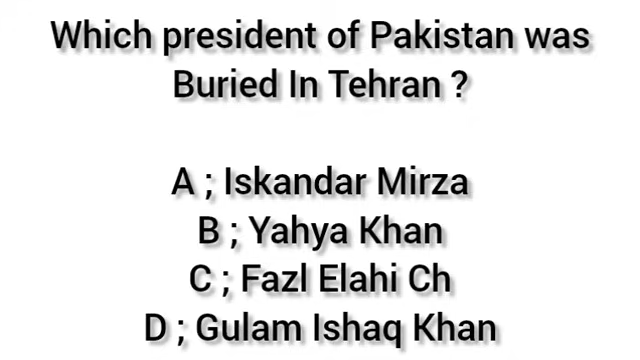 Which president of Pakistan was
Buried In Tehran ?
A ; Iskandar Mirza
B ; Yahya Khan
C ; Fazl Elahi Ch
D ; Gulam Ishaq Khan